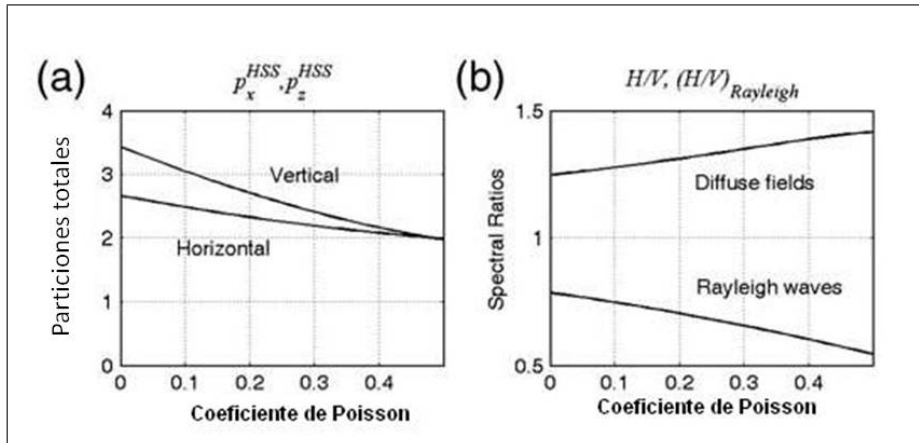 (a)
p_x^HSS, p_z^HSS
Particiones totales
4
3
2
1
0
Vertical
Horizontal
0 0.1 0.2 0.3 0.4
Coeficiente de Poisson
(b)
H/V, (H/V)_Rayleigh
Spectral Ratios
1.5
1
0.5
Diffuse fields
Rayleigh waves
0 0.1 0.2 0.3 0.4
Coeficiente de Poisson